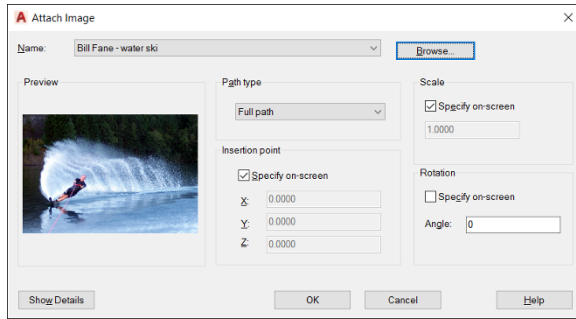 A Attach Image
Name: Bill Fane - water ski Browse...
Preview
Path type
Full path
Scale
Specify on-screen
1.0000
Insertion point
Specify on-screen
X: 0.0000
Y: 0.0000
Z: 0.0000
Rotation
Specify on-screen
Angle: 0
Show Details OK Cancel Help